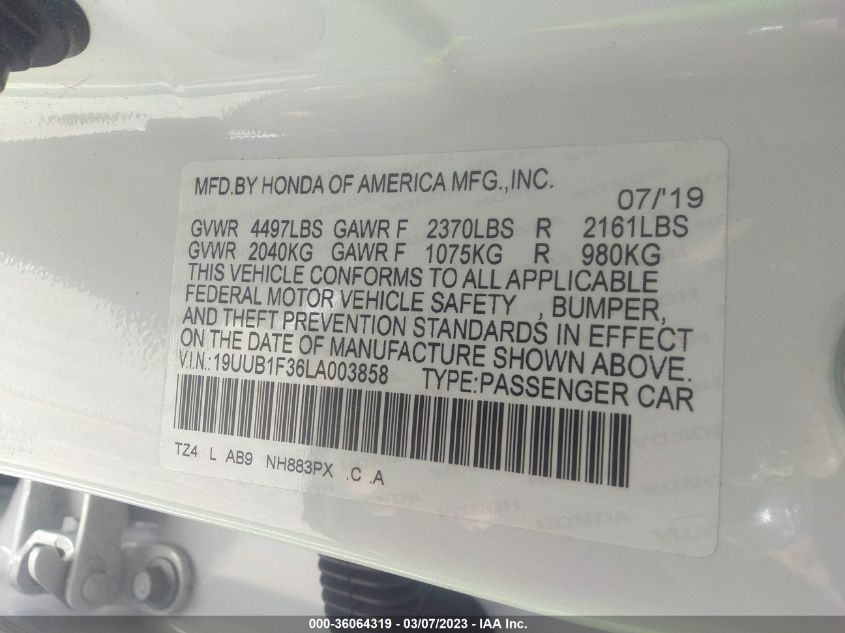 MFD.BY HONDA OF AMERICA MFG.,INC.
07/'19
GVWR 4497LBS GAWR F 2370LBS R 2161LBS
GVWR 2040KG GAWR F 1075KG R 980KG
THIS VEHICLE CONFORMS TO ALL APPLICABLE
FEDERAL MOTOR VEHICLE SAFETY , BUMPER,
AND THEFT PREVENTION STANDARDS IN EFFECT
ON THE DATE OF MANUFACTURE SHOWN ABOVE.
V.I.N.:19UUB1F36LA003858 TYPE:PASSENGER CAR
TZ4 L AB9 NH883PX .C .A
HONDA
000-36064319 / 03/07/2023 - IAA Inc.